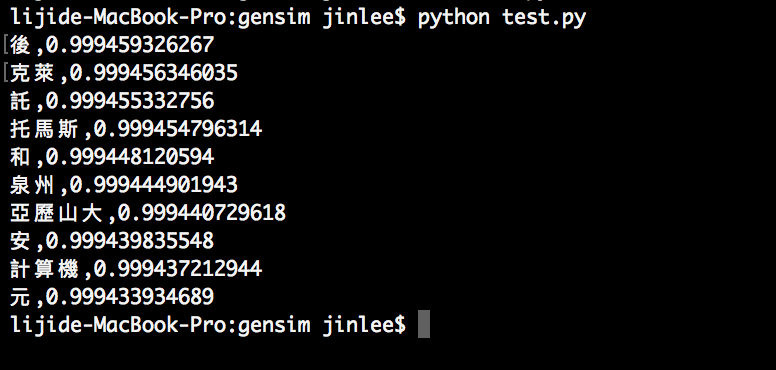 lijide-MacBook-Pro:gensim jinlee$ python test.py
後,0.999459326267
克萊,0.999456346035
託,0.999455332756
托馬斯,0.999454796314
和,0.999448120594
泉州,0.999444901943
亞歷山大,0.999440729618
安,0.999439835548
計算機,0.999437212944
元,0.999433934689
lijide-MacBook-Pro:gensim jinlee$